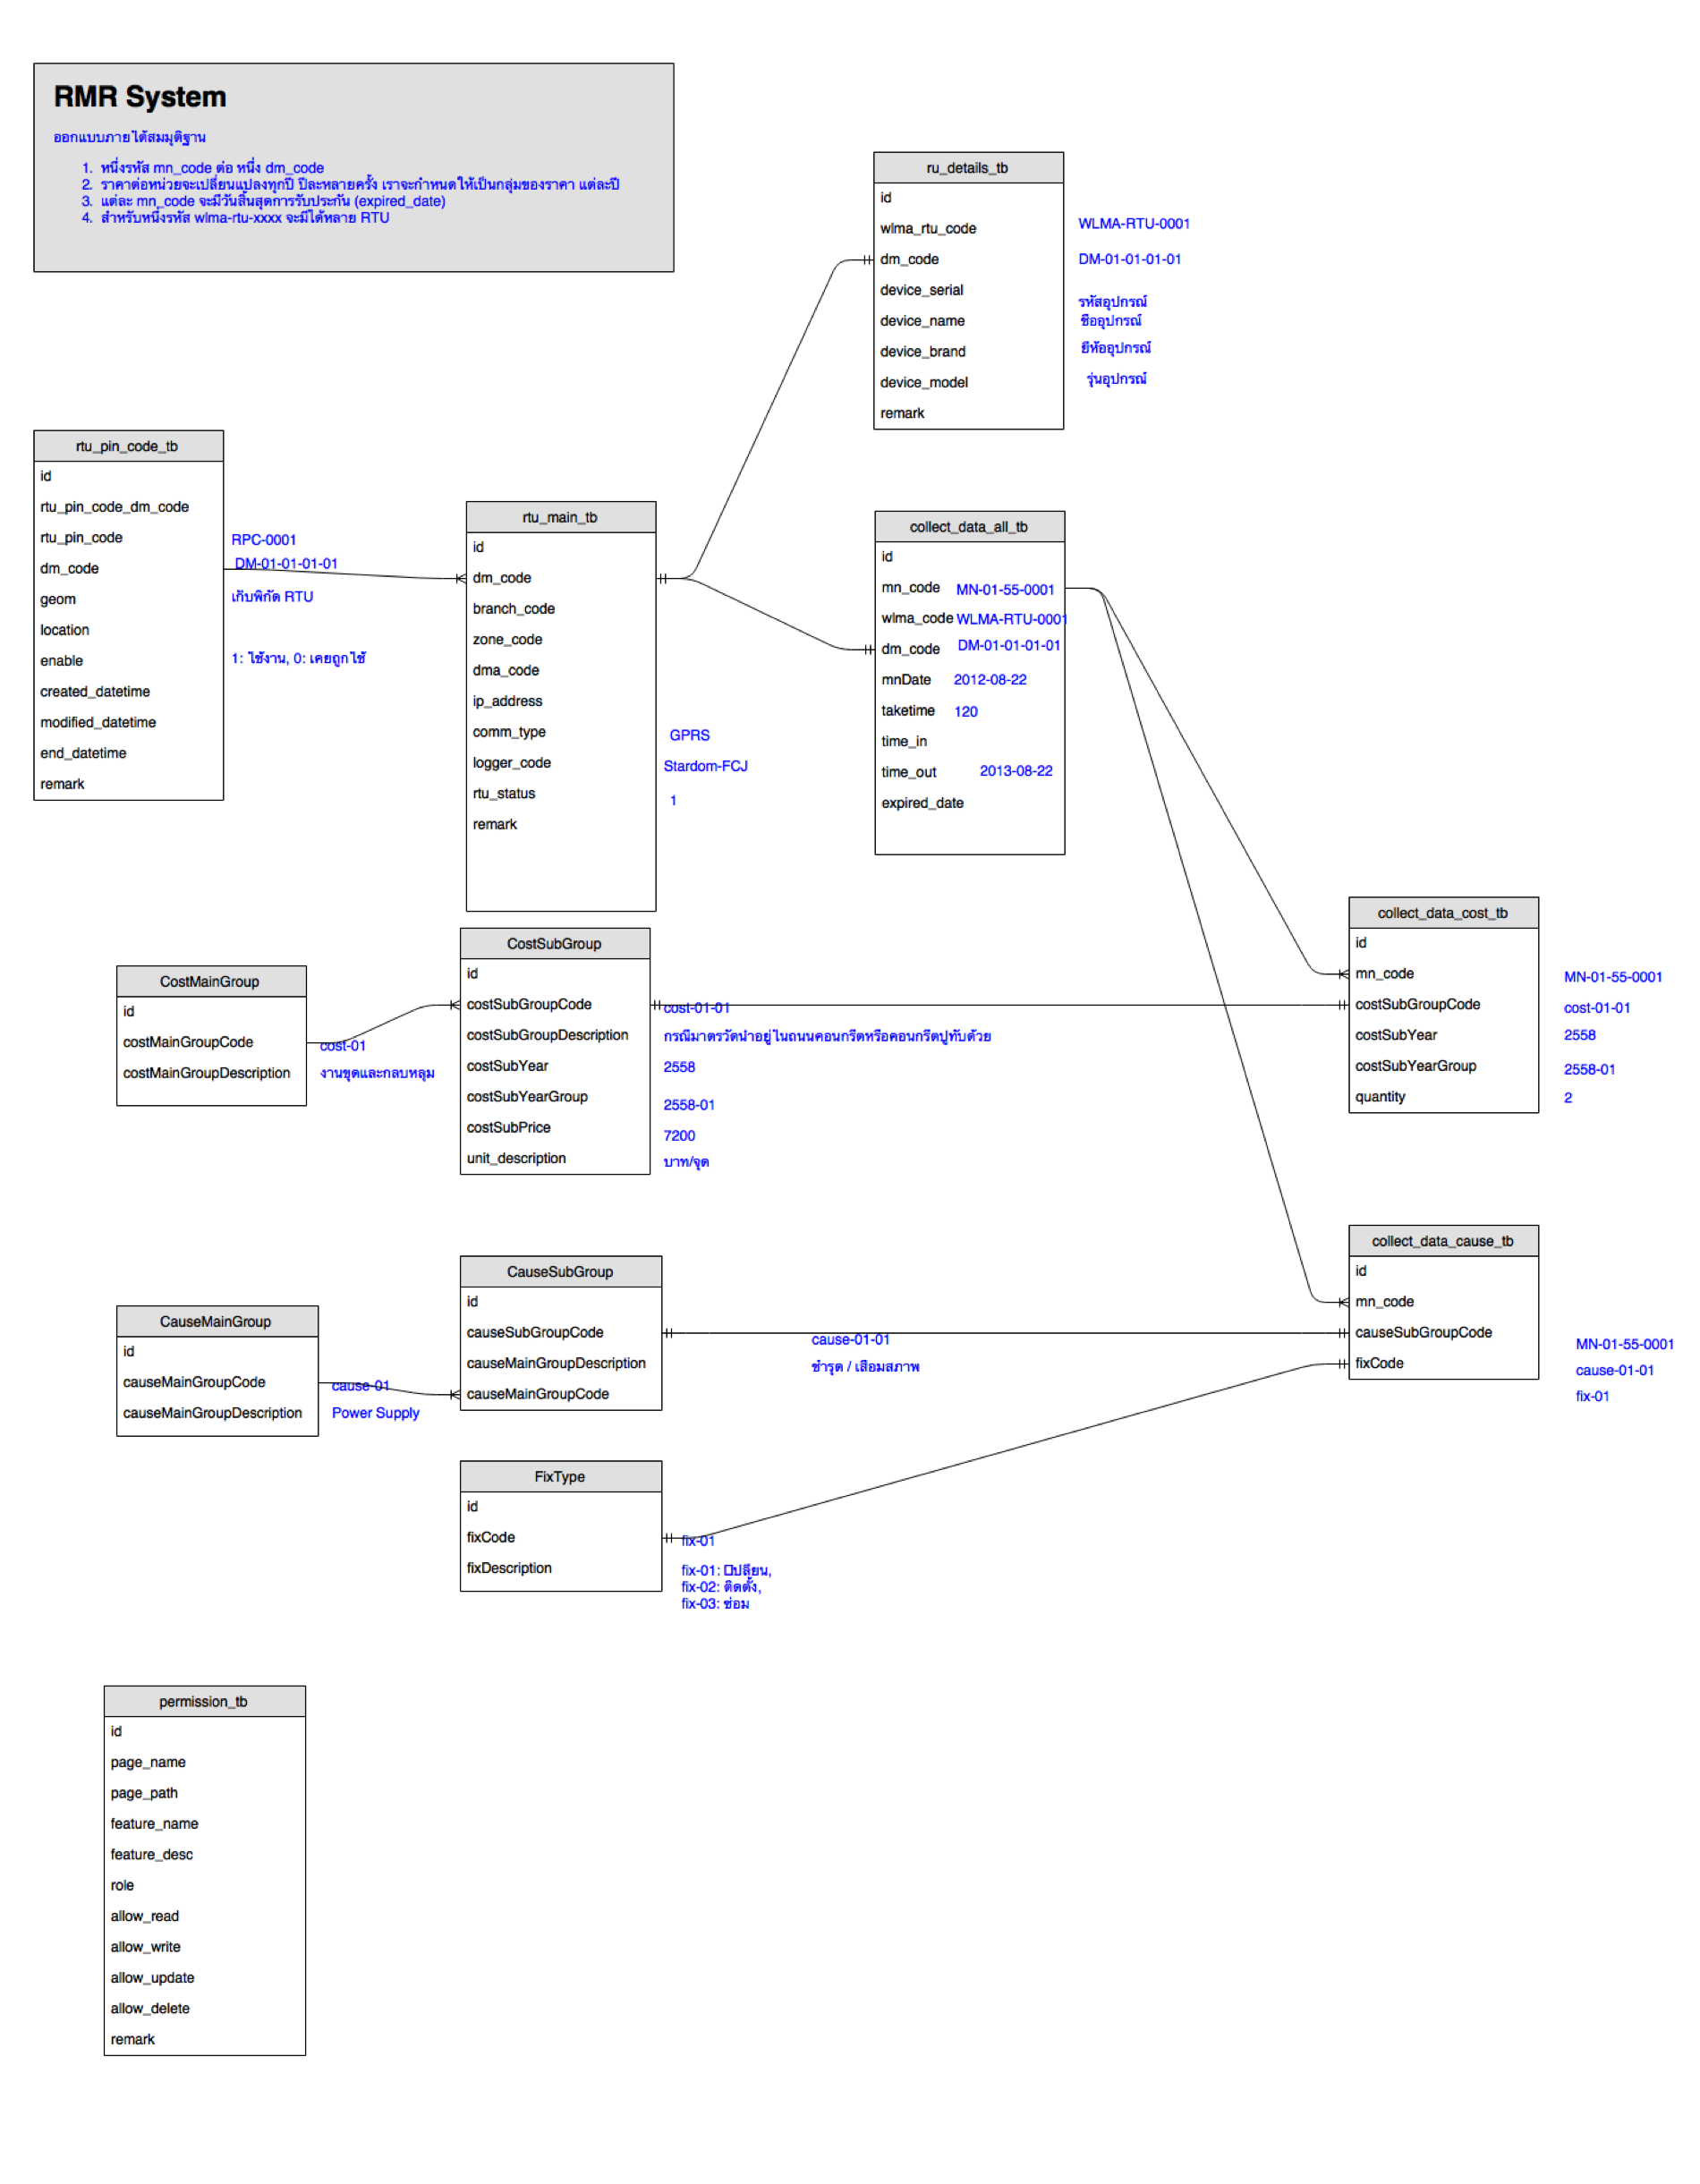 RMR System
ออกแบบภายใต้สมมุติฐาน
1. หนึ่งรหัส mn_code ต่อ หนึ่ง dm_code
2. ราคาต่อหน่วยจะเปลี่ยนแปลงทุกปี ปีละหลายครั้ง เราจะกำหนดให้เป็นกลุ่มของราคา แต่ละปี
3. แต่ละ mn_code จะมีวันสิ้นสุดการรับประกัน (expired_date)
4. สำหรับหนึ่งรหัส wlma-rtu-xxxx จะมีได้หลาย RTU
ru_details_tb
id
wlma_rtu_code WLMA-RTU-0001
dm_code DM-01-01-01-01
device_serial รหัสอุปกรณ์
device_name ชื่ออุปกรณ์
device_brand ยี่ห้ออุปกรณ์
device_model รุ่นอุปกรณ์
remark
rtu_pin_code_tb
id
rtu_pin_code_dm_code
rtu_pin_code RPC-0001
dm_code DM-01-01-01-01
geom เก็บพิกัด RTU
location
enable 1: ใช้งาน, 0: เคยถูกใช้
created_datetime
modified_datetime
end_datetime
remark
rtu_main_tb
id
dm_code
branch_code
zone_code
dma_code
ip_address
comm_type GPRS
logger_code Stardom-FCJ
rtu_status 1
remark
collect_data_all_tb
id
mn_code MN-01-55-0001
wlma_code WLMA-RTU-0001
dm_code DM-01-01-01-01
mnDate 2012-08-22
taketime 120
time_in
time_out 2013-08-22
expired_date
CostMainGroup
id
costMainGroupCode cost-01
costMainGroupDescription งานขุดและกลบหลุม
CostSubGroup
id
costSubGroupCode cost-01-01
costSubGroupDescription กรณีมาตรวัดน้ำอยู่ในถนนคอนกรีตหรือคอนกรีตปูทับด้วย
costSubYear 2558
costSubYearGroup 2558-01
costSubPrice 7200
unit_description บาท/จุด
collect_data_cost_tb
id
mn_code MN-01-55-0001
costSubGroupCode cost-01-01
costSubYear 2558
costSubYearGroup 2558-01
quantity 2
CauseMainGroup
id
causeMainGroupCode cause-01
causeMainGroupDescription Power Supply
CauseSubGroup
id
causeSubGroupCode cause-01-01
causeMainGroupDescription ชำรุด / เสื่อมสภาพ
causeMainGroupCode
collect_data_cause_tb
id
mn_code
causeSubGroupCode MN-01-55-0001
fixCode cause-01-01
fix-01
FixType
id
fixCode fix-01
fixDescription fix-01: เปลี่ยน,
fix-02: ติดตั้ง,
fix-03: ซ่อม
permission_tb
id
page_name
page_path
feature_name
feature_desc
role
allow_read
allow_write
allow_update
allow_delete
remark